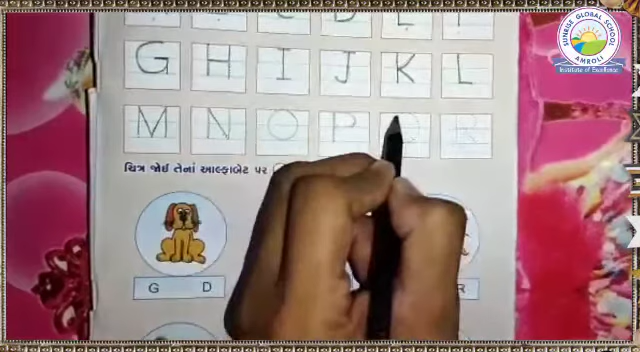 SUNRISE GLOBAL SCHOOL
AMROLI
Institute of Excellence
G H I J K L
M N O P Q R
ચિત્ર જોઈ તેનાં આલ્ફાબેટ પર
G D R